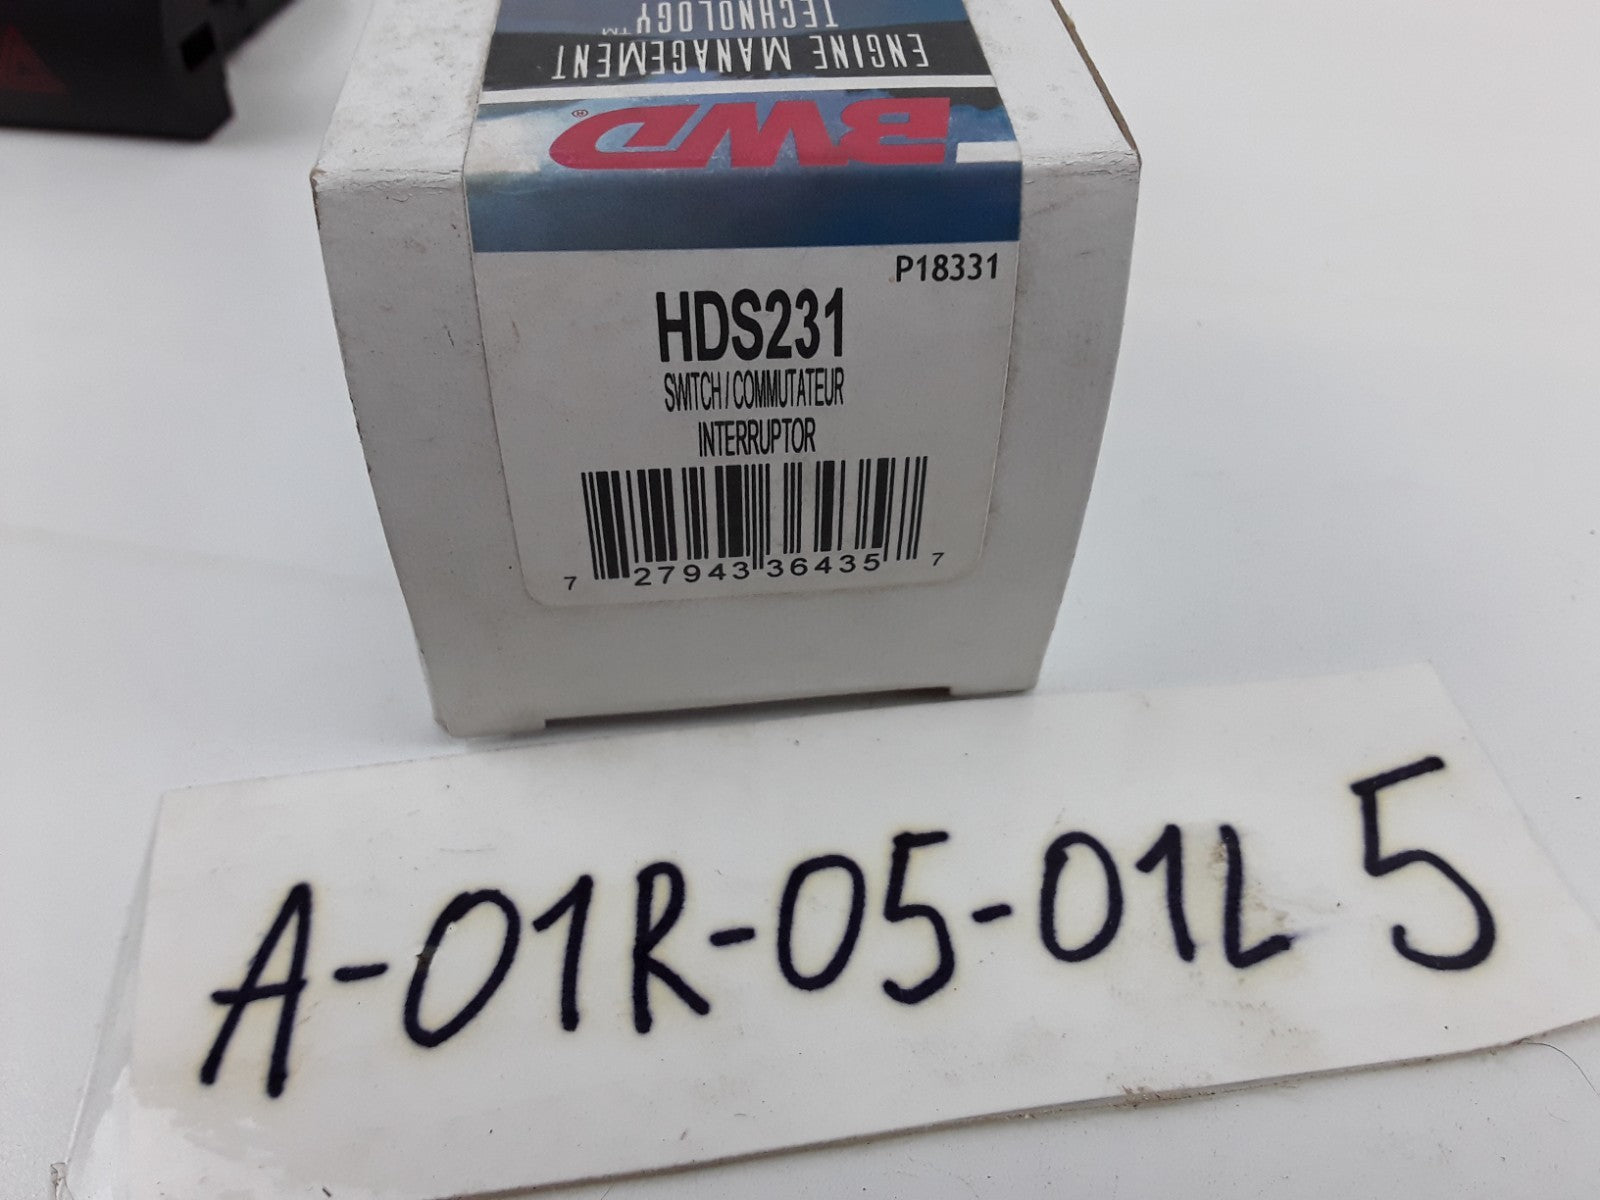 TECHNOLOGY™
ENGINE MANAGEMENT
BWD®
P18331
HDS231
SWITCH/COMMUTATEUR
INTERRUPTOR
7 27943 36435 7
A-01R-05-01L 5